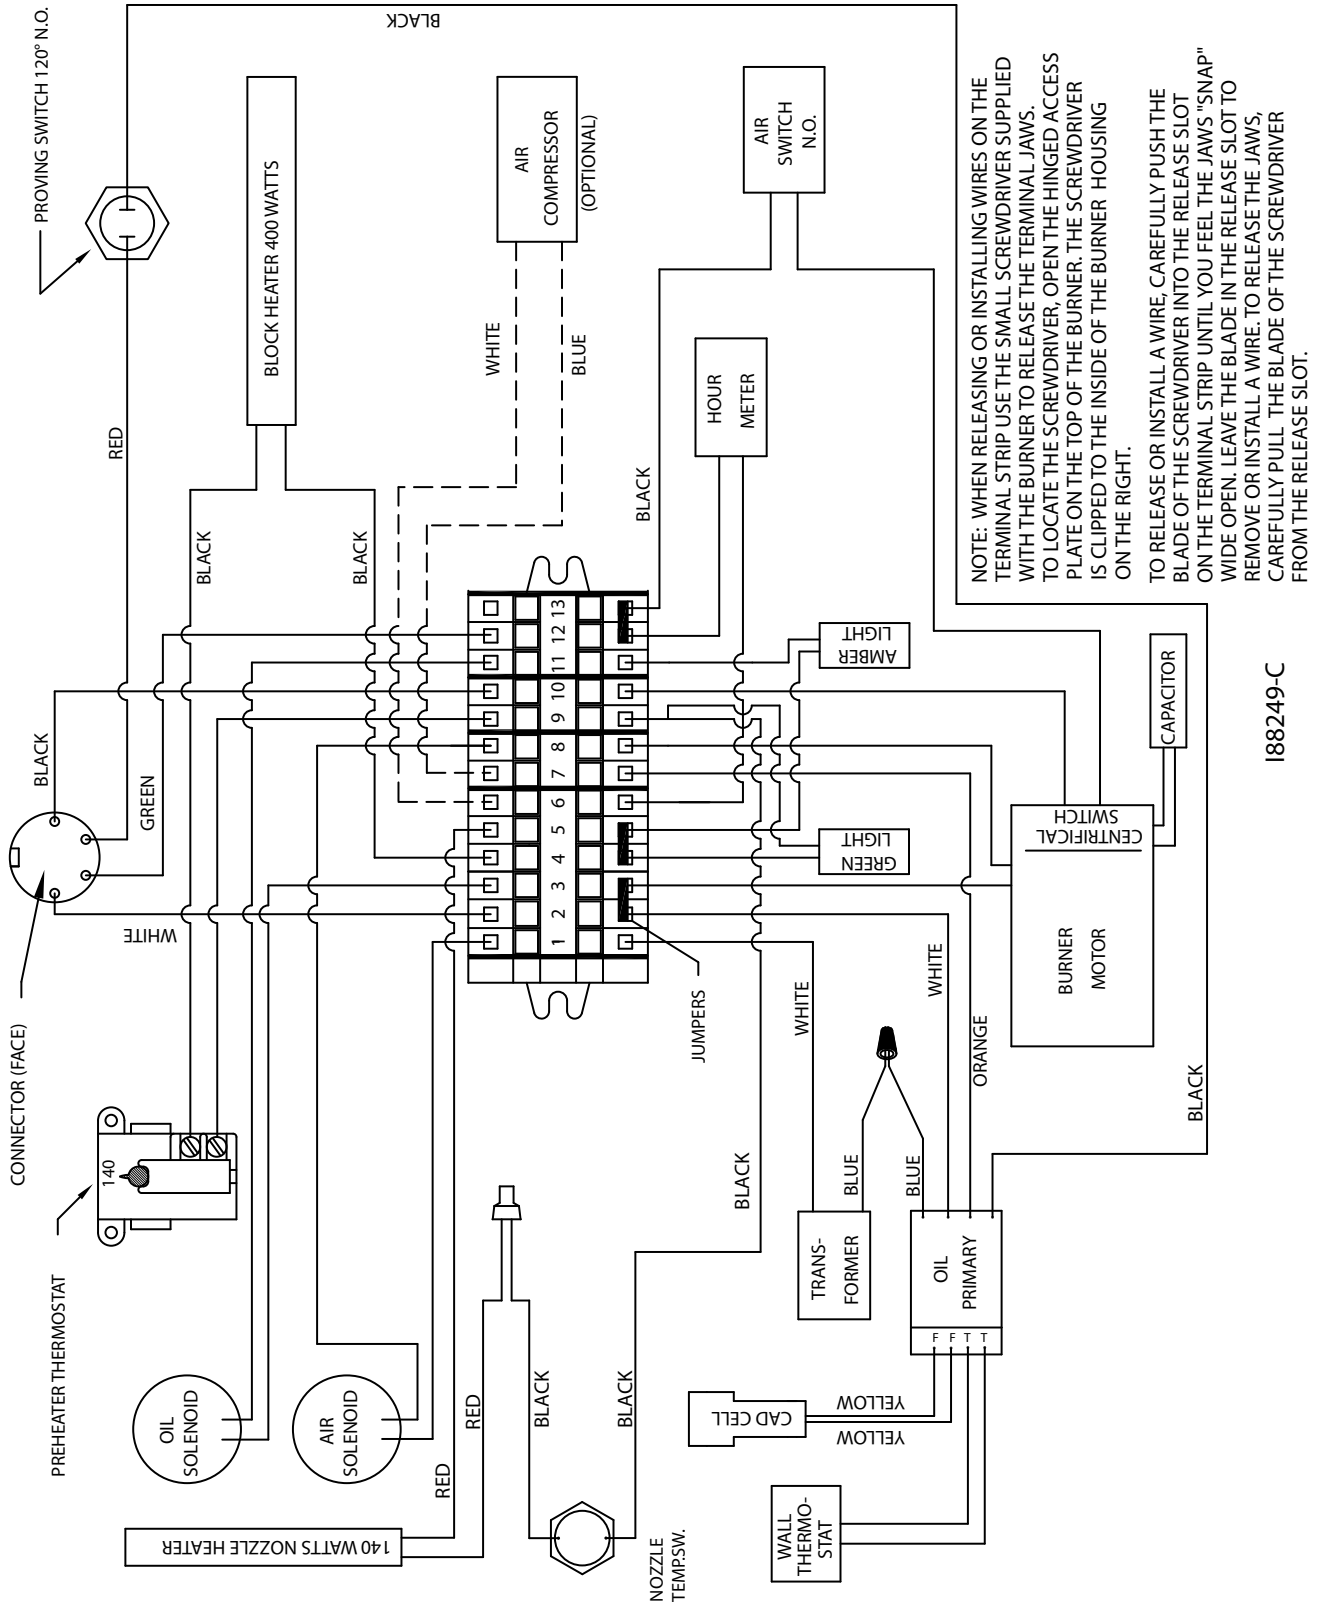 PROVING SWITCH 120° N.O.
BLACK
RED
BLOCK HEATER 400 WATTS
BLACK
BLACK
AIR
COMPRESSOR
(OPTIONAL)
WHITE
BLUE
AIR
SWITCH
N.O.
HOUR
METER
BLACK
CONNECTOR (FACE)
BLACK
GREEN
WHITE
PREHEATER THERMOSTAT
140
OIL
SOLENOID
AIR
SOLENOID
140 WATTS NOZZLE HEATER
RED
RED
BLACK
BLACK
NOZZLE
TEMP.SW.
1 2 3 4 5 6 7 8 9 10 11 12 13
JUMPERS
AMBER
LIGHT
GREEN
LIGHT
CAPACITOR
CENTRIFICAL
SWITCH
BURNER
MOTOR
WHITE
WHITE
ORANGE
BLACK
BLACK
BLUE
BLUE
TRANS-
FORMER
OIL
PRIMARY
F F T T
CAD CELL
YELLOW
YELLOW
WALL
THERMO-
STAT
NOTE: WHEN RELEASING OR INSTALLING WIRES ON THE
TERMINAL STRIP USE THE SMALL SCREWDRIVER SUPPLIED
WITH THE BURNER TO RELEASE THE TERMINAL JAWS.
TO LOCATE THE SCREWDRIVER, OPEN THE HINGED ACCESS
PLATE ON THE TOP OF THE BURNER. THE SCREWDRIVER
IS CLIPPED TO THE INSIDE OF THE BURNER HOUSING
ON THE RIGHT.
TO RELEASE OR INSTALL A WIRE, CAREFULLY PUSH THE
BLADE OF THE SCREWDRIVER INTO THE RELEASE SLOT
ON THE TERMINAL STRIP UNTIL YOU FEEL THE JAWS "SNAP"
WIDE OPEN. LEAVE THE BLADE IN THE RELEASE SLOT TO
REMOVE OR INSTALL A WIRE. TO RELEASE THE JAWS,
CAREFULLY PULL THE BLADE OF THE SCREWDRIVER
FROM THE RELEASE SLOT.
I88249-C